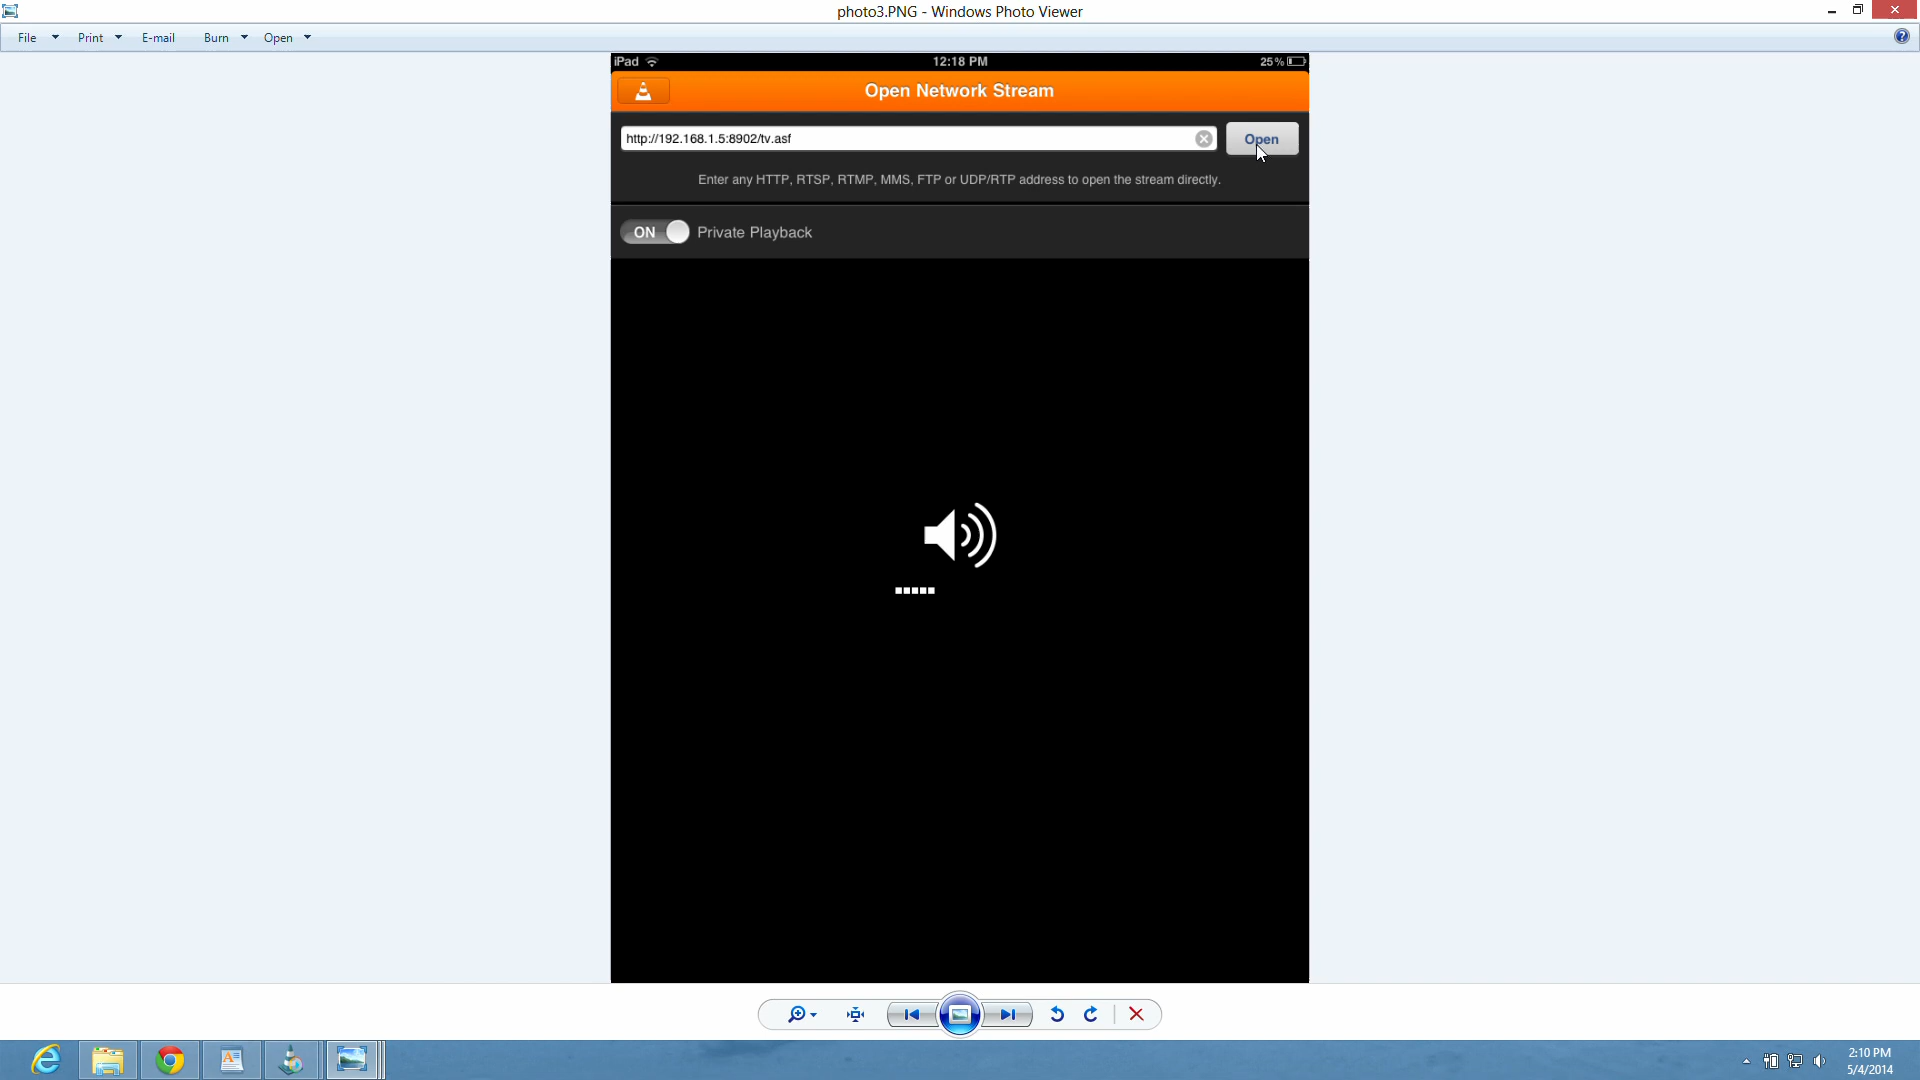 photo3.PNG - Windows Photo Viewer
File Print E-mail Burn Open
iPad 12:18 PM 25%
Open Network Stream
http://192.168.1.5:8902/tv.asf Open
Enter any HTTP, RTSP, RTMP, MMS, FTP or UDP/RTP address to open the stream directly.
ON Private Playback
2:10 PM
5/4/2014